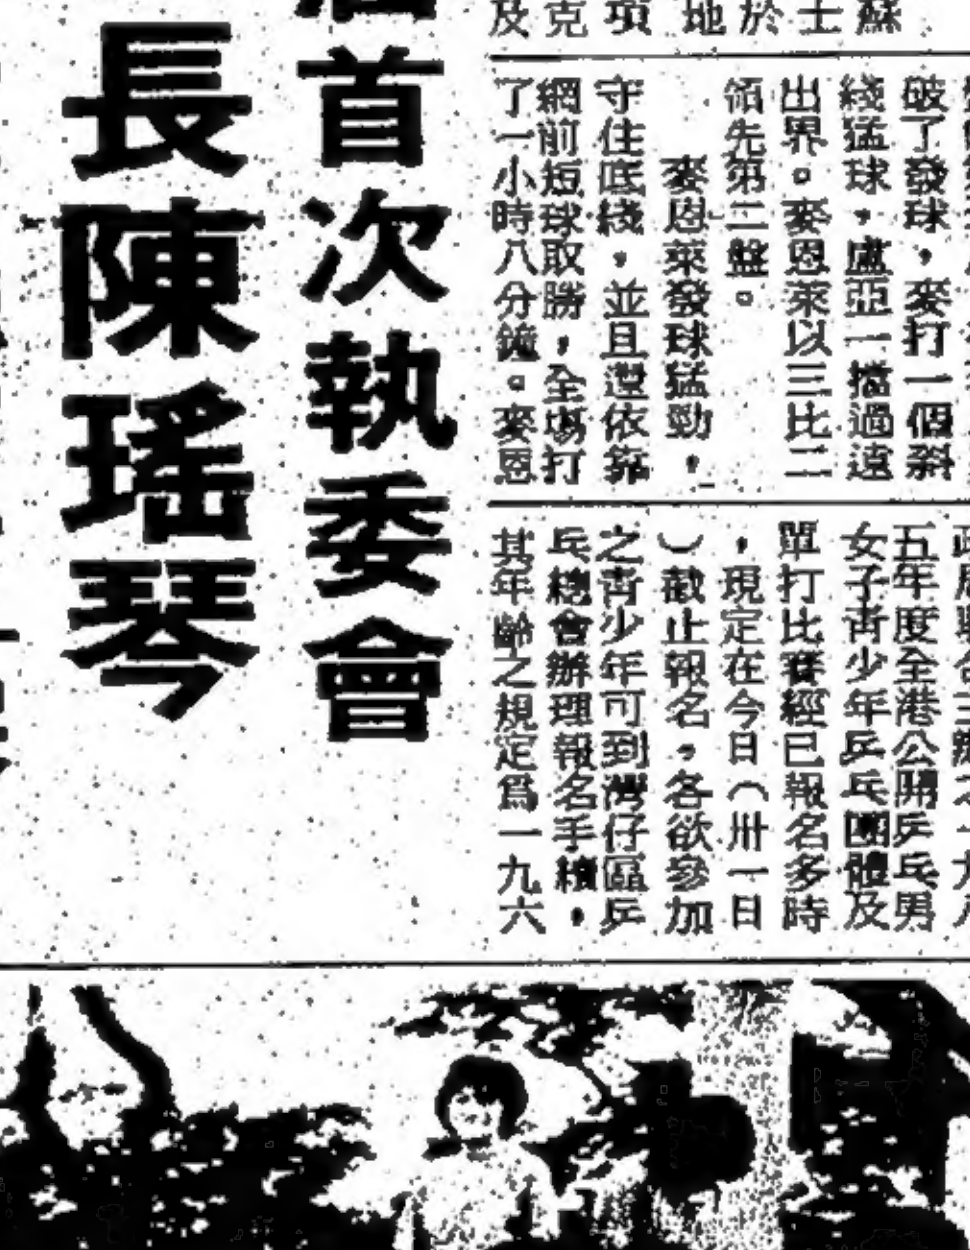 蘇
士
於
地
項
克
及
破了發球,麥打一個斜
綫猛球,盧亞一擋過遠
出界。麥恩萊以三比二
領先第三盤。
麥恩萊發球猛勁,
守住底綫,並且還依靠
網前短球取勝,全場打
了一小時八分鐘。麥恩
五年度全港公開乒乓男
女子青少年乒乓團體及
單打比賽經已報名多時
,現定在今日(卅一日
)截止報名。各欲參加
之青少年可到灣仔區乒
乓總會辦理報名手續,
其年齡之規定爲一九六
首次執委會
長陳瑤琴